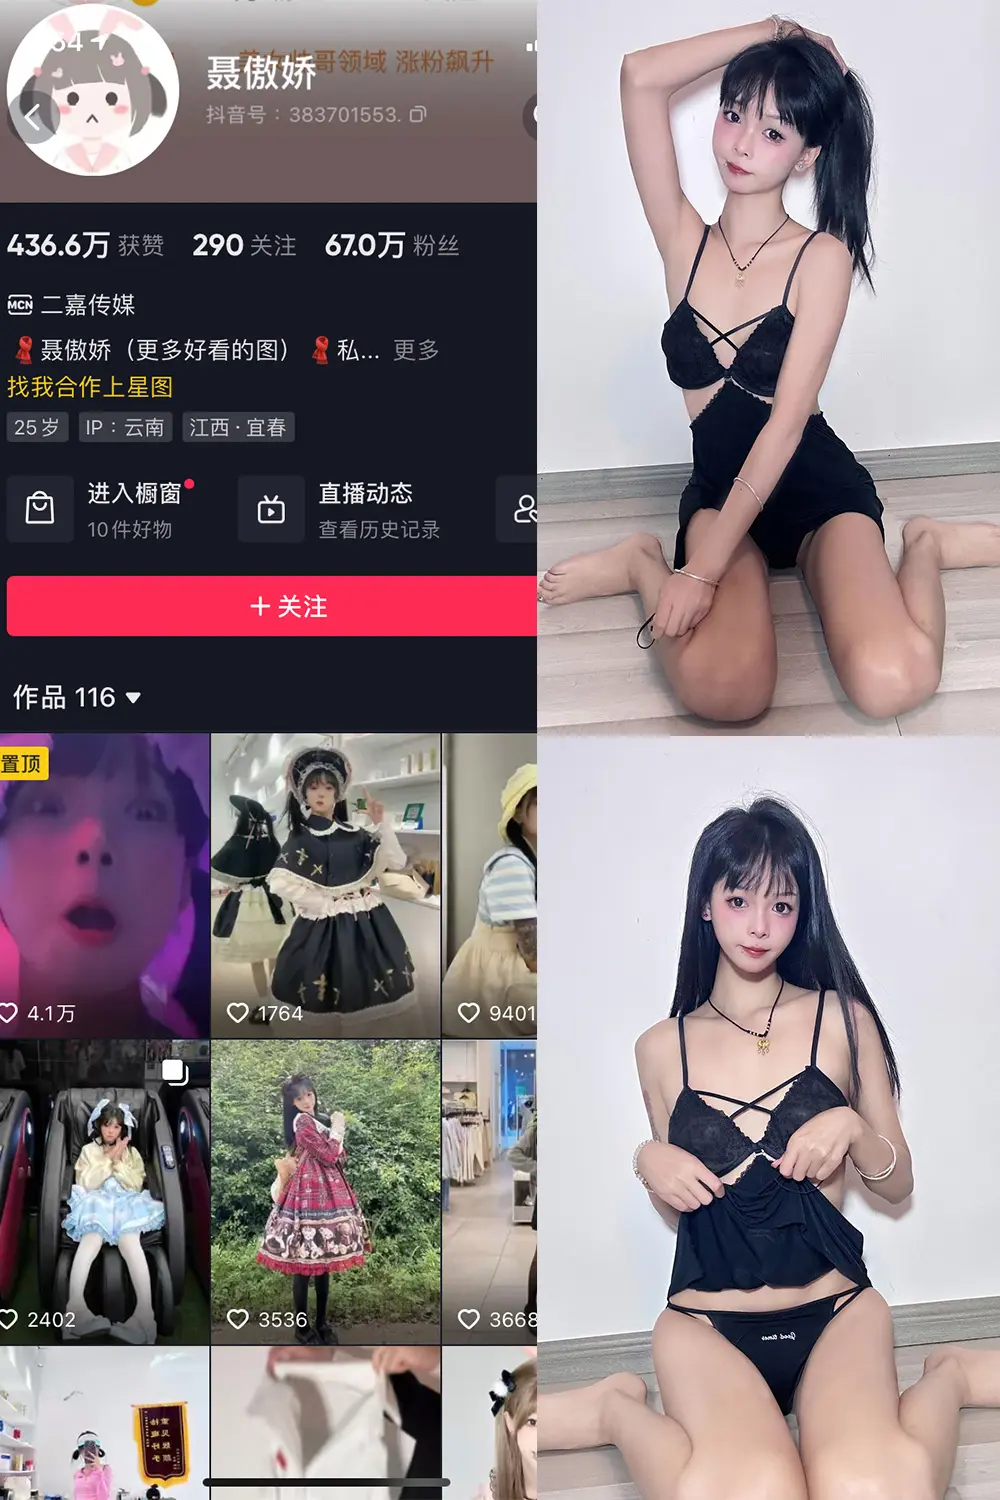 哥领域 涨粉飙升
聂傲娇
抖音号：383701553.
436.6万 获赞 290 关注 67.0万 粉丝
MCN 二嘉传媒
聂傲娇（更多好看的图） 私... 更多
找我合作上星图
25岁 IP：云南 江西·宜春
进入橱窗 直播动态
10件好物 查看历史记录
+ 关注
作品 116
置顶
4.1万 1764 9401
2402 3536 3668
Good times